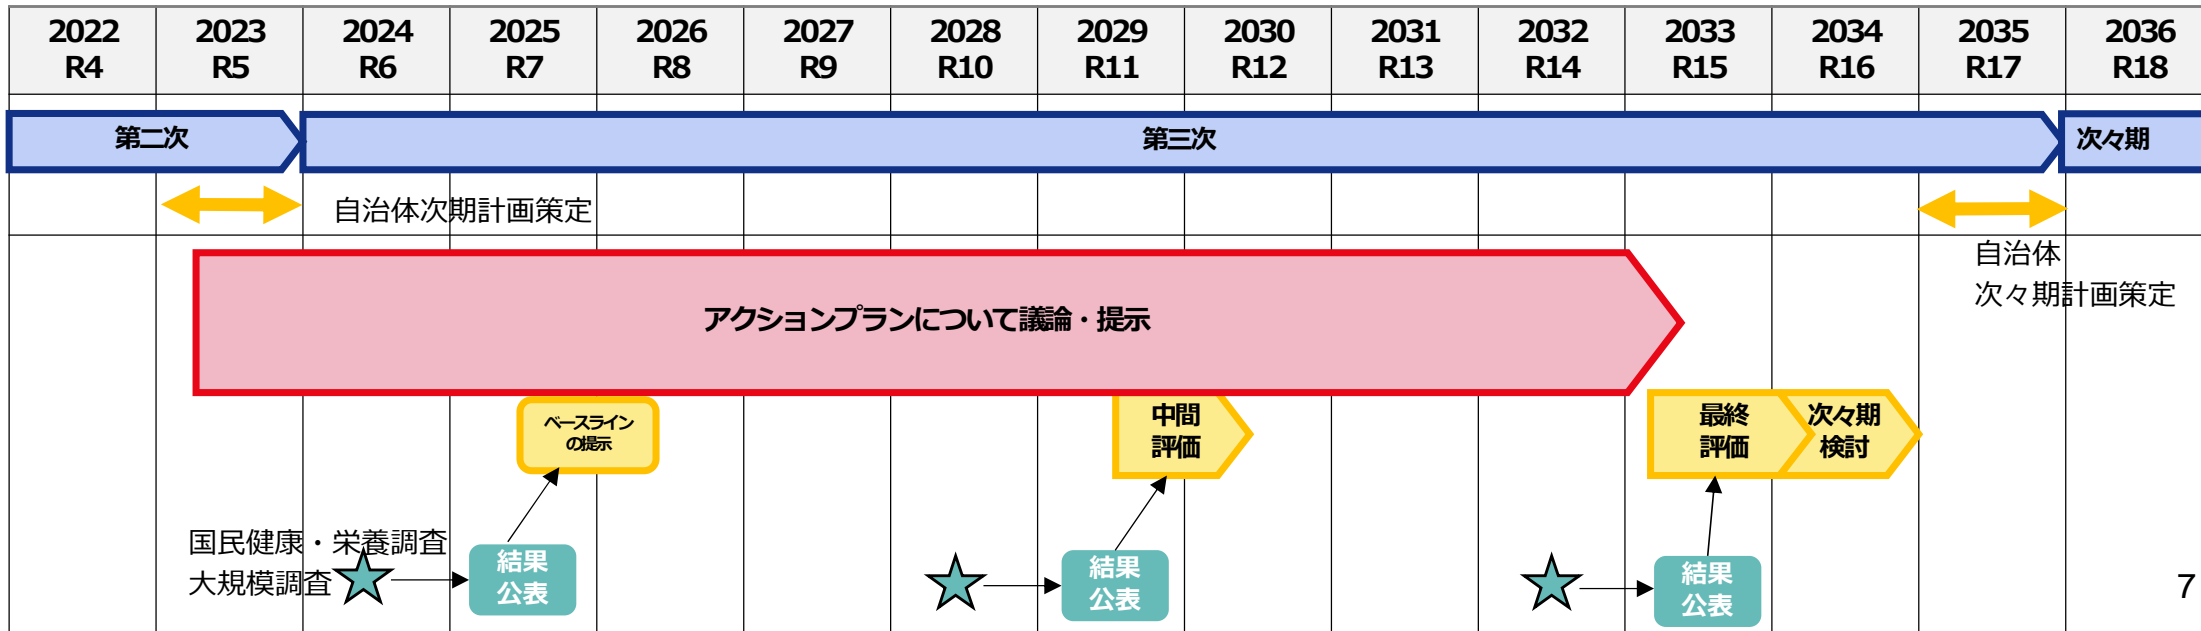 2022 2023 2024 2025 2026 2027 2028 2029 2030 2031 2032 2033 2034 2035 2036
R4 R5 R6 R7 R8 R9 R10 R11 R12 R13 R14 R15 R16 R17 R18
第二次 第三次 次々期
自治体次期計画策定
自治体
次々期計画策定
アクションプランについて議論・提示
ベースライン
の提示
中間
評価
最終
評価
次々期
検討
国民健康・栄養調査
大規模調査
結果
公表
結果
公表
結果
公表
7